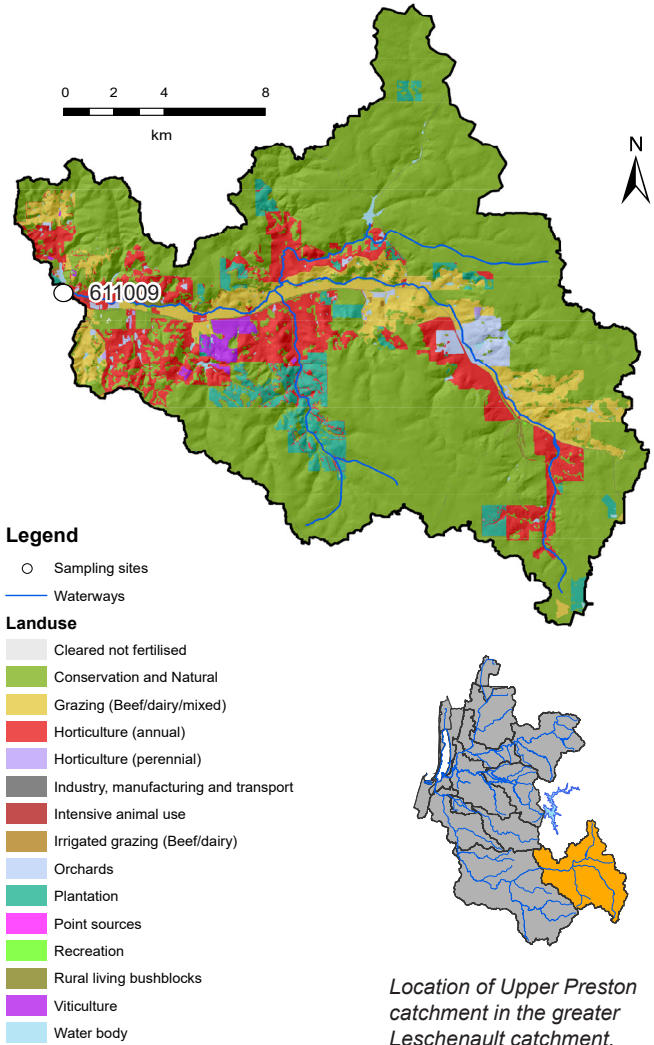 0 2 4 8
km
N
611009
Legend
Sampling sites
Waterways
Landuse
Cleared not fertilised
Conservation and Natural
Grazing (Beef/dairy/mixed)
Horticulture (annual)
Horticulture (perennial)
Industry, manufacturing and transport
Intensive animal use
Irrigated grazing (Beef/dairy)
Orchards
Plantation
Point sources
Recreation
Rural living bushblocks
Viticulture
Water body
Location of Upper Preston
catchment in the greater
Leschenault catchment.